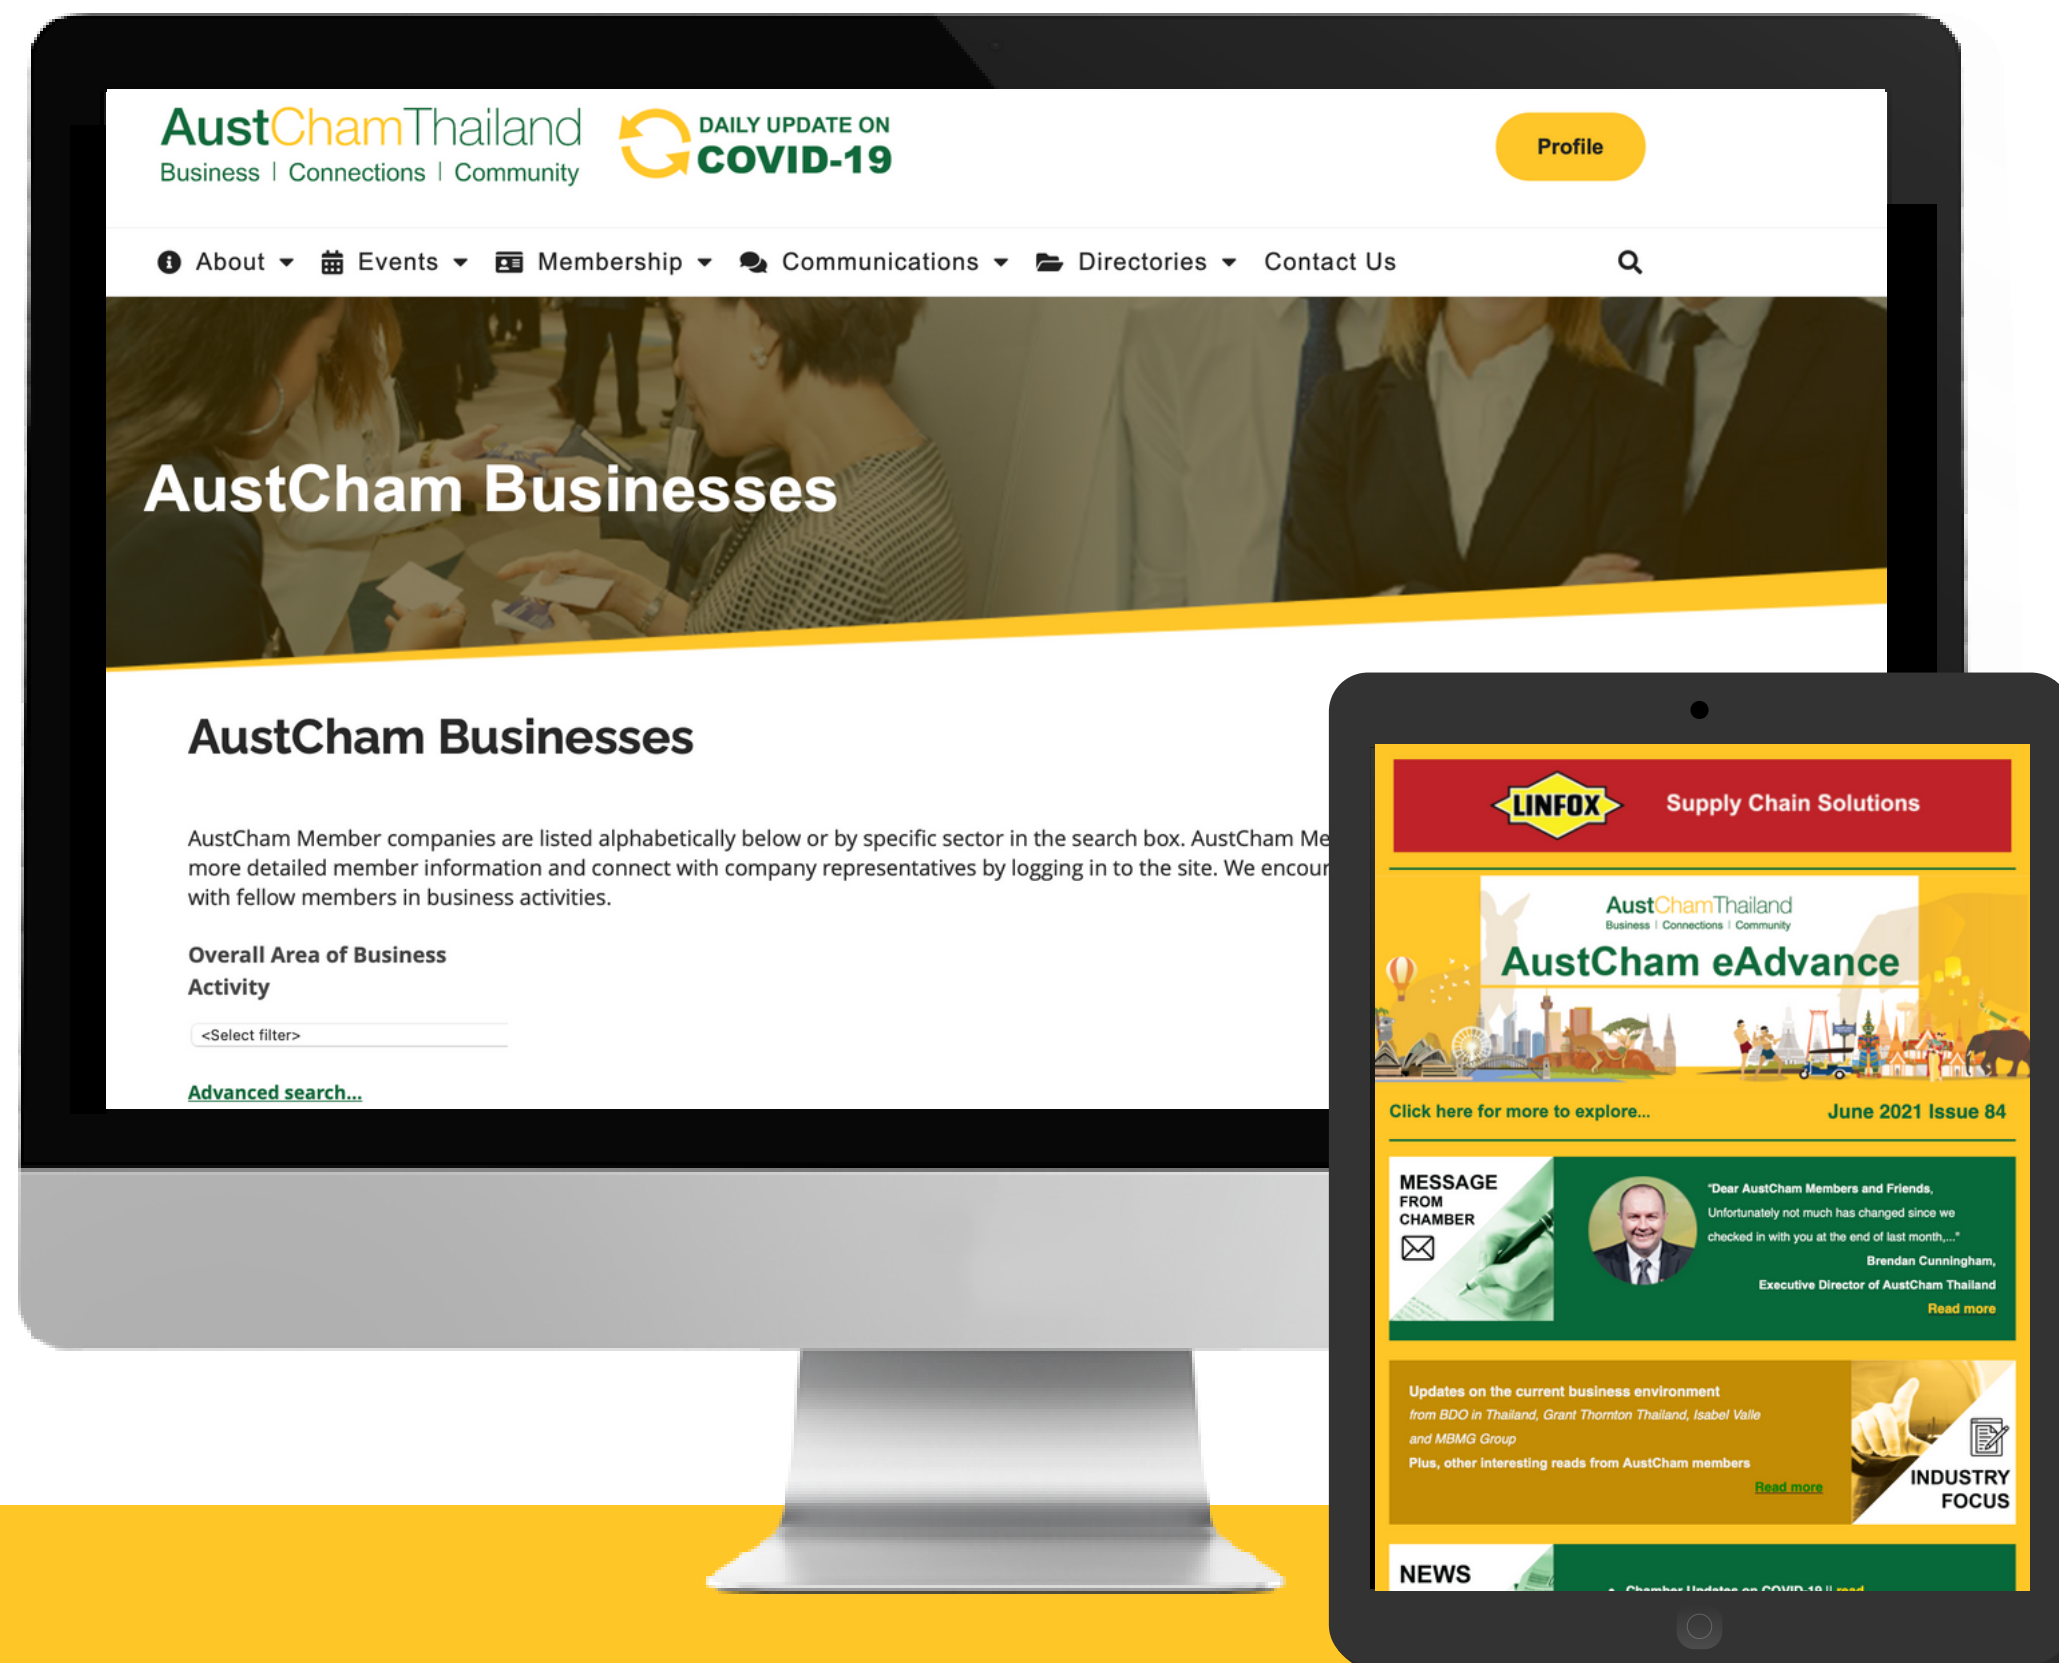 AustChamThailand
Business | Connections | Community
DAILY UPDATE ON
COVID-19
Profile
About
Events
Membership
Communications
Directories
Contact Us
AustCham Businesses
AustCham Businesses
AustCham Member companies are listed alphabetically below or by specific sector in the search box. AustCham Me
more detailed member information and connect with company representatives by logging in to the site. We encour
with fellow members in business activities.
Overall Area of Business
Activity
<Select filter>
Advanced search...
LINFOX
Supply Chain Solutions
AustChamThailand
Business | Connections | Community
AustCham eAdvance
Click here for more to explore...
June 2021 Issue 84
MESSAGE
FROM
CHAMBER
"Dear AustCham Members and Friends,
Unfortunately not much has changed since we
checked in with you at the end of last month,..."
Brendan Cunningham,
Executive Director of AustCham Thailand
Read more
Updates on the current business environment
from BDO in Thailand, Grant Thornton Thailand, Isabel Valle
and MBMG Group
Plus, other interesting reads from AustCham members
Read more
INDUSTRY
FOCUS
NEWS
• Chamber Updates on COVID-19 || read